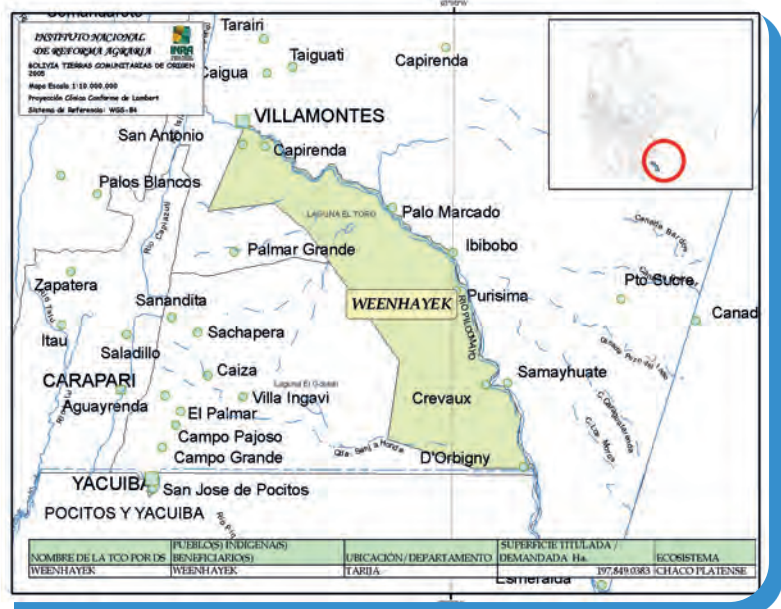 INSTITUTO NACIONAL
DE REFORMA AGRARIA
INRA
BOLIVIA TIERRAS COMUNITARIAS DE ORIGEN
2005
Mapa Escala 1:10.000.000
Proyección Cónica Conforme de Lambert
Sistema de Referencia: WGS-84
Tarairi
Taiguati
Capirenda
Caigua
VILLAMONTES
San Antonio
Capirenda
Palos Blancos
LAGUNA EL TORO
Palo Marcado
Rio Capiazuti
Palmar Grande
Ibibobo
Zapatera
Pto Sucre
Sanandita
WEENHAYEK
Purisima
RIO PILCOMAYO
Canad
Itau
Saladillo
Sachapera
CARAPARI
Caiza
Laguna El
Samayhuate
Aguayrenda
Villa Ingavi
Crevaux
El Palmar
Campo Pajoso
Campo Grande
D'Orbigny
YACUIBA
San Jose de Pocitos
POCITOS Y YACUIBA
NOMBRE DE LA TCO POR DS
PUEBLO(S) INDIGENA(S)
BENEFICIARIO(S)
UBICACIÓN/DEPARTAMENTO
SUPERFICIE TITULADA /
DEMANDADA Ha.
ECOSISTEMA
WEENHAYEK
WEENHAYEK
TARIJA
197,849.0383
CHACO PLATENSE
Esmeralda